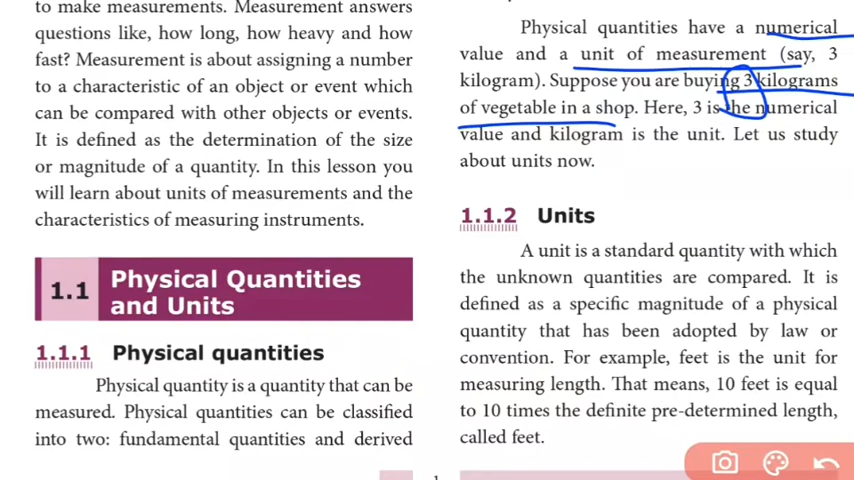 to make measurements. Measurement answers
questions like, how long, how heavy and how
fast? Measurement is about assigning a number
to a characteristic of an object or event which
can be compared with other objects or events.
It is defined as the determination of the size
or magnitude of a quantity. In this lesson you
will learn about units of measurements and the
characteristics of measuring instruments.
1.1 Physical Quantities
and Units
1.1.1 Physical quantities
Physical quantity is a quantity that can be
measured. Physical quantities can be classified
into two: fundamental quantities and derived
Physical quantities have a numerical
value and a unit of measurement (say, 3
kilogram). Suppose you are buying 3 kilograms
of vegetable in a shop. Here, 3 is the numerical
value and kilogram is the unit. Let us study
about units now.
1.1.2 Units
A unit is a standard quantity with which
the unknown quantities are compared. It is
defined as a specific magnitude of a physical
quantity that has been adopted by law or
convention. For example, feet is the unit for
measuring length. That means, 10 feet is equal
to 10 times the definite pre-determined length,
called feet.